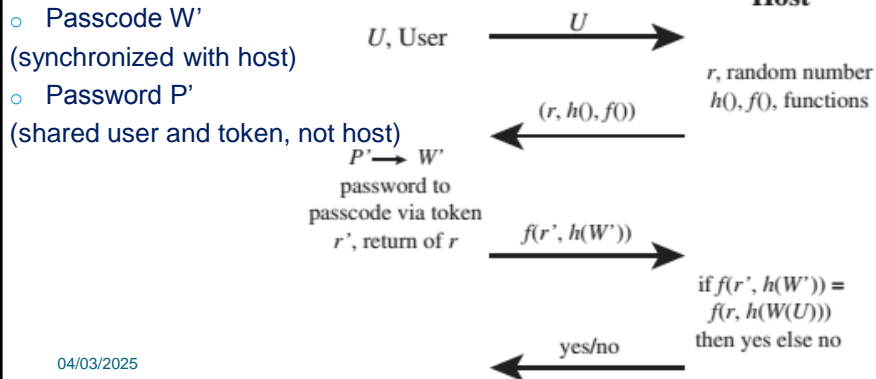 Host
o Passcode W’
(synchronized with host)
o Password P’
(shared user and token, not host)
U, User
U
r, random number
h(), f(), functions
(r, h(), f())
P’ → W’
password to
passcode via token
r’, return of r
f(r’, h(W’))
if f(r’, h(W’)) =
f(r, h(W(U)))
then yes else no
yes/no
04/03/2025